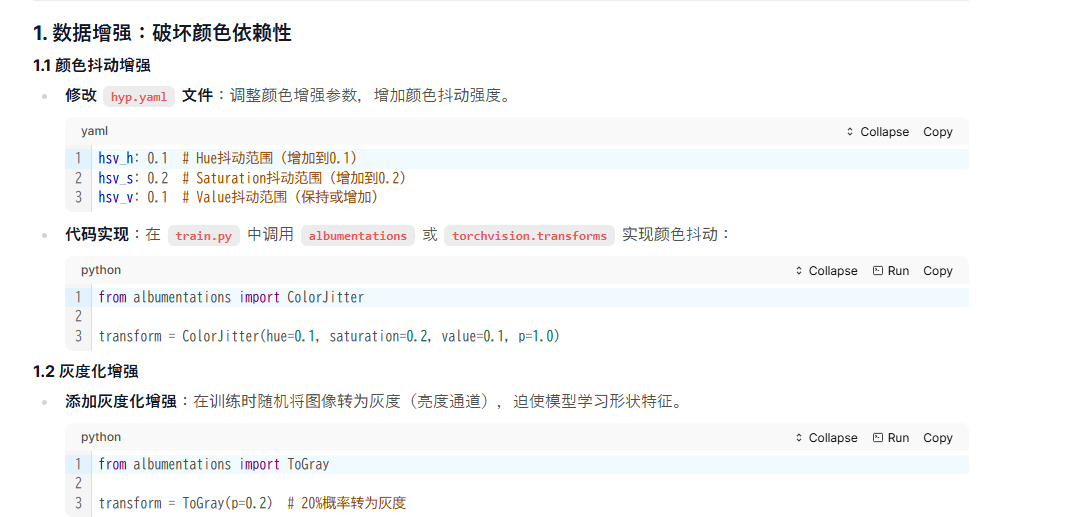 1. 数据增强：破坏颜色依赖性
1.1 颜色抖动增强
修改 hyp.yaml 文件：调整颜色增强参数，增加颜色抖动强度。
yaml Collapse Copy
1 hsv_h: 0.1 # Hue抖动范围（增加到0.1）
2 hsv_s: 0.2 # Saturation抖动范围（增加到0.2）
3 hsv_v: 0.1 # Value抖动范围（保持或增加）
代码实现：在 train.py 中调用 albumentations 或 torchvision.transforms 实现颜色抖动：
python Collapse Run Copy
1 from albumentations import ColorJitter
2
3 transform = ColorJitter(hue=0.1, saturation=0.2, value=0.1, p=1.0)
1.2 灰度化增强
添加灰度化增强：在训练时随机将图像转为灰度（亮度通道），迫使模型学习形状特征。
python Collapse Run Copy
1 from albumentations import ToGray
2
3 transform = ToGray(p=0.2) # 20%概率转为灰度